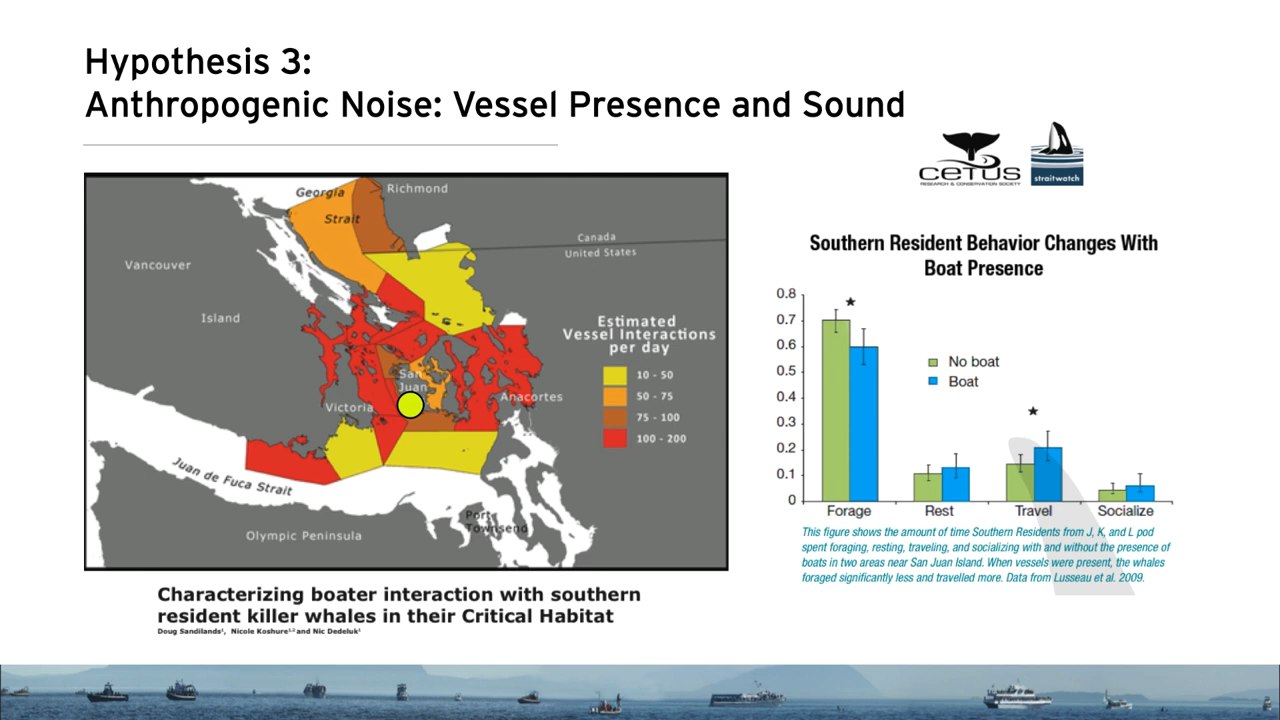 Hypothesis 3:
Anthropogenic Noise: Vessel Presence and Sound
CETUS
RESEARCH & CONSERVATION SOCIETY
straitwatch
Georgia
Strait
Richmond
Canada
United States
Vancouver
Island
Estimated
Vessel Interactions
per day
10 - 50
50 - 75
75 - 100
100 - 200
San
Juan
Victoria
Anacortes
Juan de Fuca Strait
Port
Townsend
Olympic Peninsula
Characterizing boater interaction with southern
resident killer whales in their Critical Habitat
Doug Sandilands¹, Nicole Koshure¹,² and Nic Dedeluk¹
Southern Resident Behavior Changes With
Boat Presence
0.8
0.7
0.6
0.5
0.4
0.3
0.2
0.1
0
No boat
Boat
Forage Rest Travel Socialize
This figure shows the amount of time Southern Residents from J, K, and L pod
spent foraging, resting, traveling, and socializing with and without the presence of
boats in two areas near San Juan Island. When vessels were present, the whales
foraged significantly less and travelled more. Data from Lusseau et al. 2009.